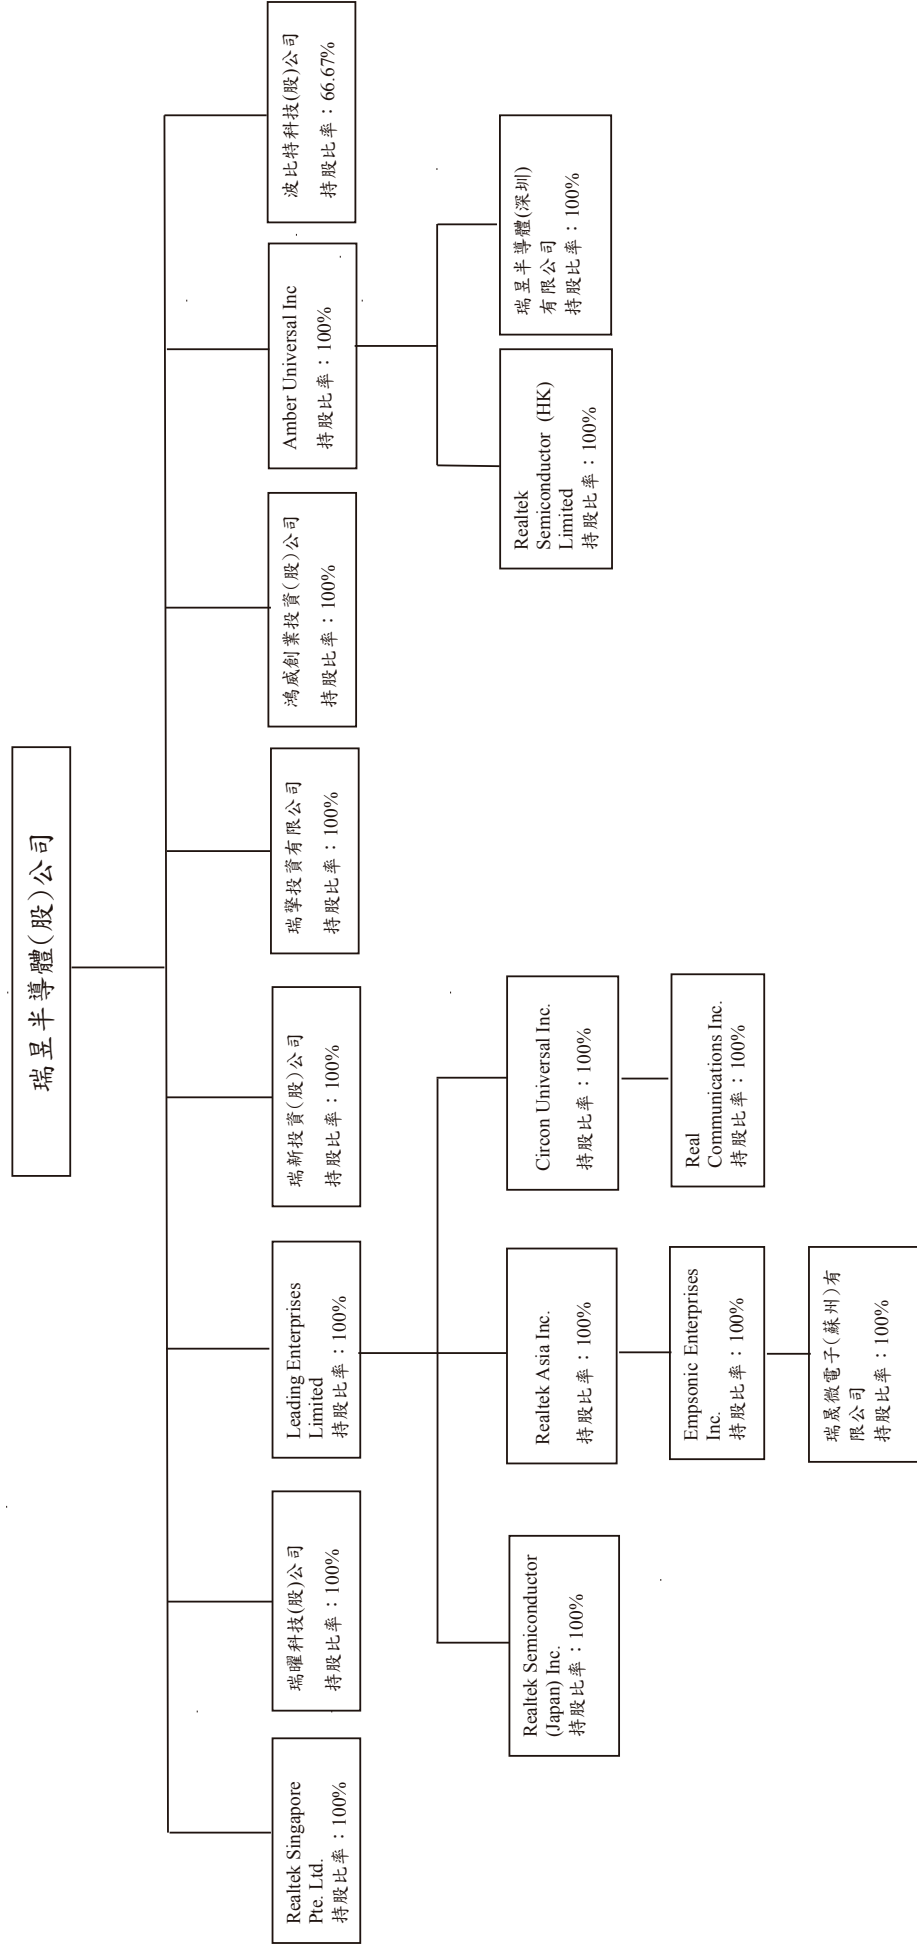 瑞昱半導體(股)公司
Realtek Singapore
Pte. Ltd.
持股比率：100%
瑞曜科技(股)公司
持股比率：100%
Leading Enterprises
Limited
持股比率：100%
瑞新投資(股)公司
持股比率：100%
瑞擎投資有限公司
持股比率：100%
鴻威創業投資(股)公司
持股比率：100%
Amber Universal Inc
持股比率：100%
波比特科技(股)公司
持股比率：66.67%
Realtek Semiconductor
(Japan) Inc.
持股比率：100%
Realtek Asia Inc.
持股比率：100%
Circon Universal Inc.
持股比率：100%
Realtek
Semiconductor (HK)
Limited
持股比率：100%
瑞昱半導體(深圳)
有限公司
持股比率：100%
Empsonic Enterprises
Inc.
持股比率：100%
Real
Communications Inc.
持股比率：100%
瑞晟微電子(蘇州)有
限公司
持股比率：100%